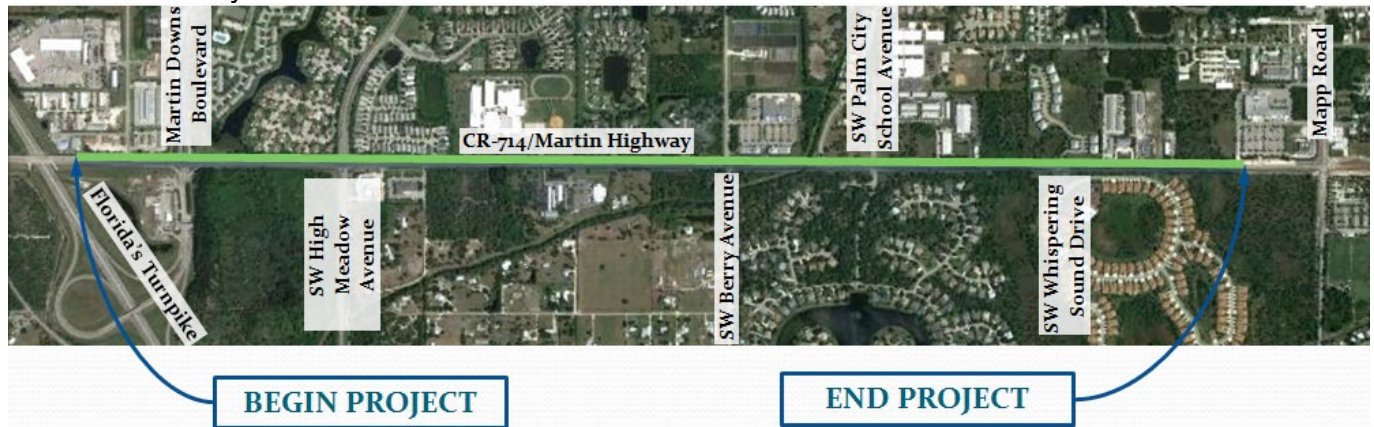 Martin Downs
Boulevard
CR-714/Martin Highway
SW Palm City
School Avenue
Mapp Road
Florida's Turnpike
SW High
Meadow
Avenue
SW Berry Avenue
SW Whispering
Sound Drive
BEGIN PROJECT
END PROJECT